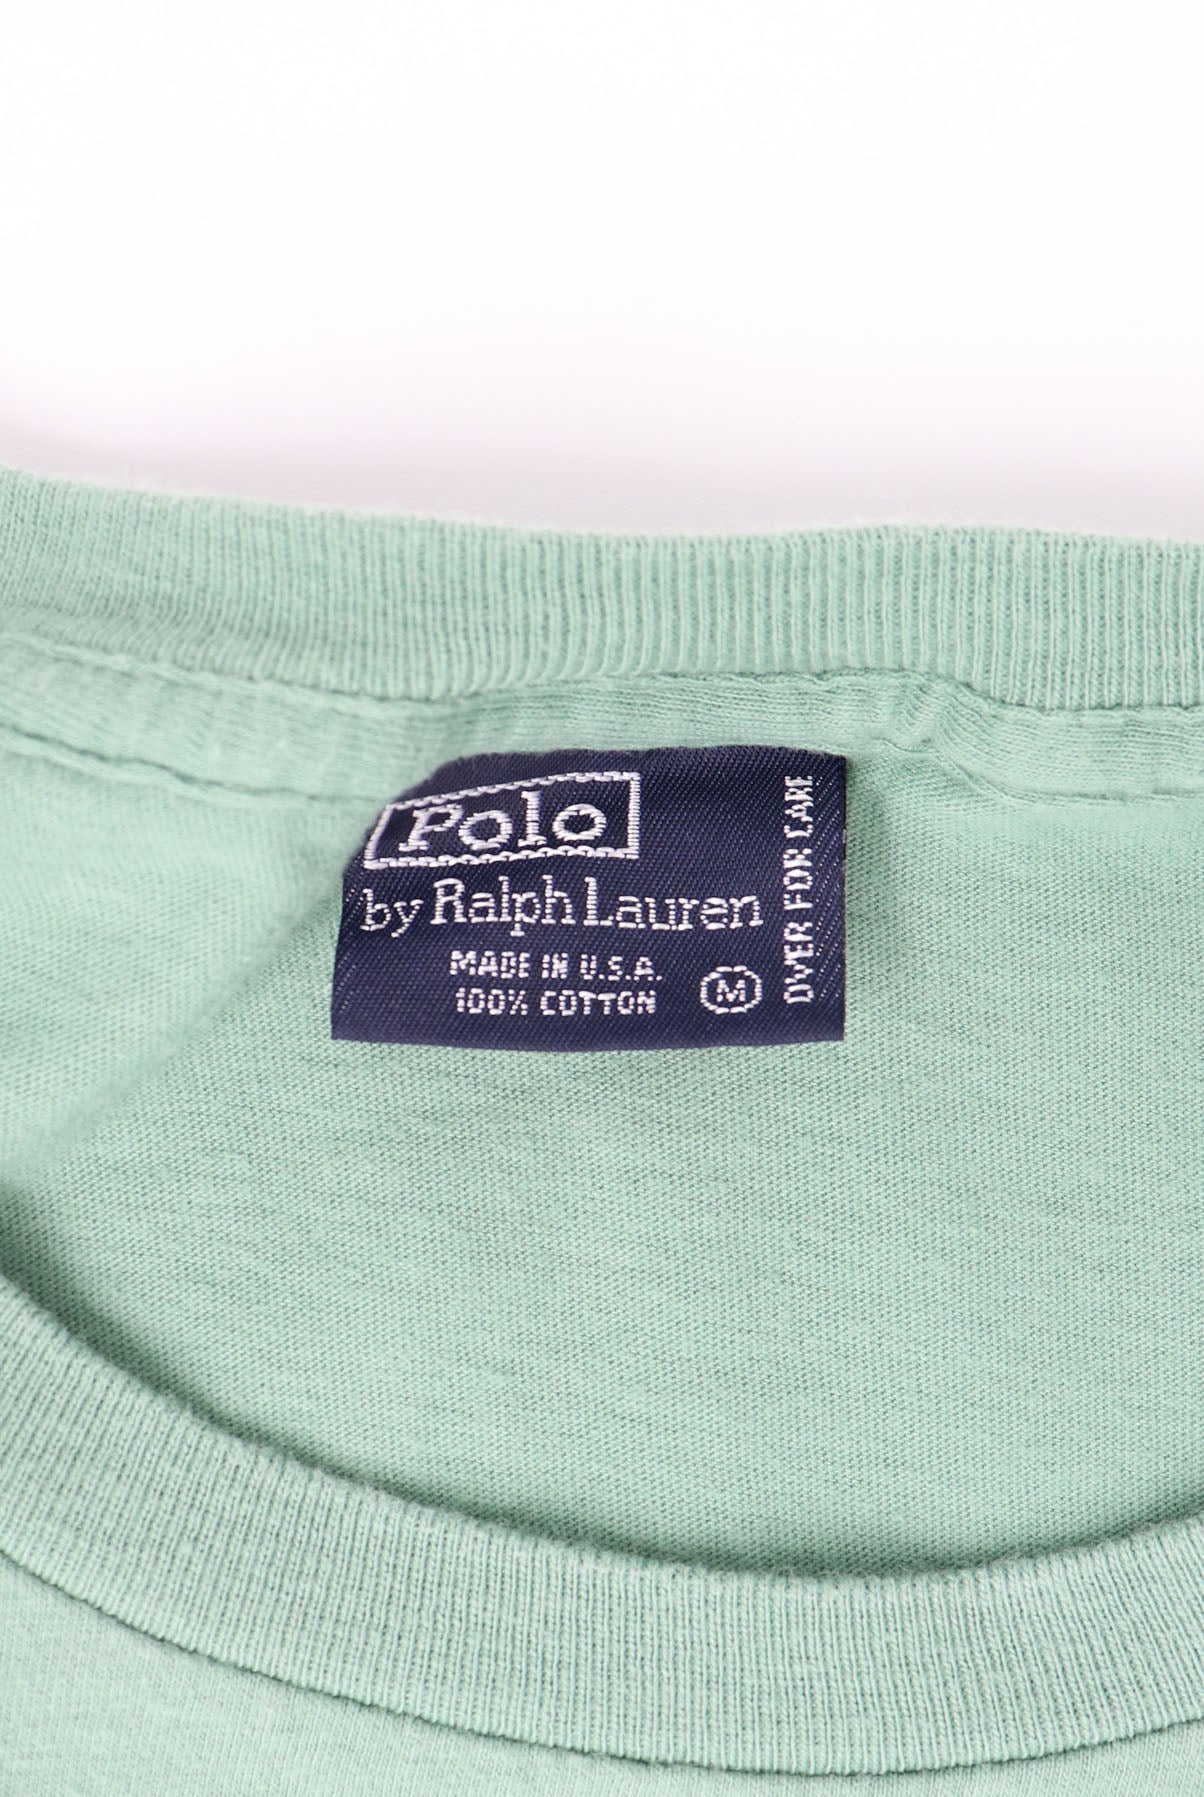 Polo
by Ralph Lauren
MADE IN U.S.A.
100% COTTON
M
OVER FOR CARE